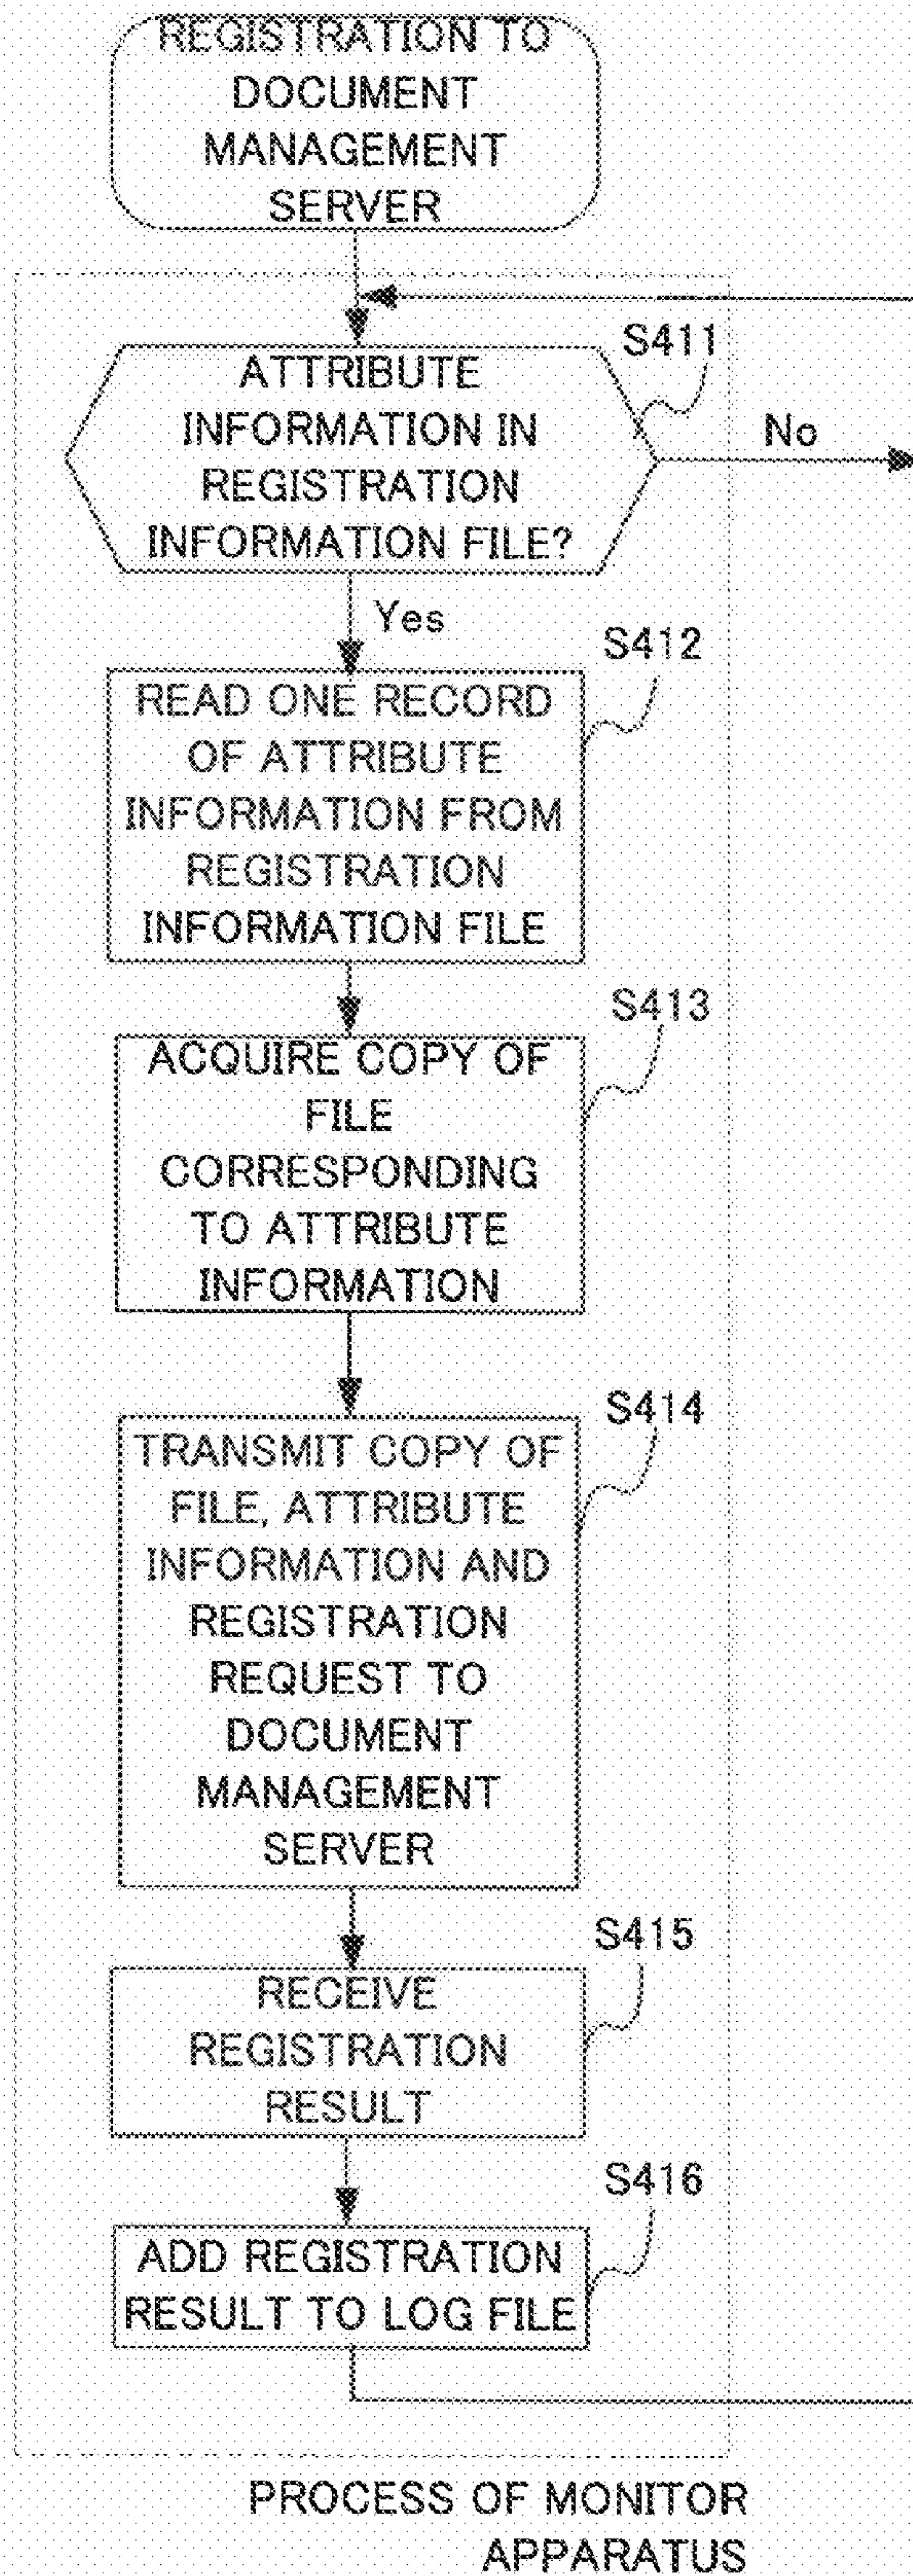 REGISTRATION TO
DOCUMENT
MANAGEMENT
SERVER
S411
ATTRIBUTE
INFORMATION IN
REGISTRATION
INFORMATION FILE?
No
Yes
S412
READ ONE RECORD
OF ATTRIBUTE
INFORMATION FROM
REGISTRATION
INFORMATION FILE
S413
ACQUIRE COPY OF
FILE
CORRESPONDING
TO ATTRIBUTE
INFORMATION
S414
TRANSMIT COPY OF
FILE, ATTRIBUTE
INFORMATION AND
REGISTRATION
REQUEST TO
DOCUMENT
MANAGEMENT
SERVER
S415
RECEIVE
REGISTRATION
RESULT
S416
ADD REGISTRATION
RESULT TO LOG FILE
PROCESS OF MONITOR
APPARATUS